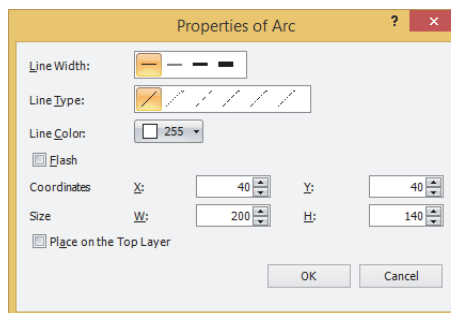 Properties of Arc ? ×
Line Width:
Line Type:
Line Color: 255
Flash
Coordinates X: 40 Y: 40
Size W: 200 H: 140
Place on the Top Layer
OK Cancel